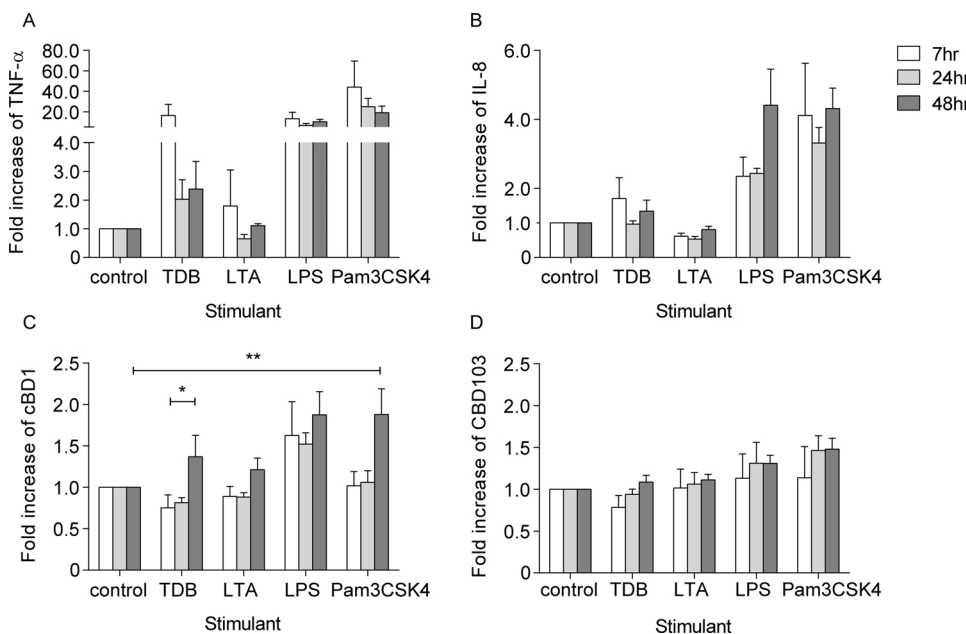 A
Fold increase of TNF-α
80.0
60.0
40.0
20.0
4.0
3.0
2.0
1.0
0
control TDB LTA LPS Pam3CSK4
Stimulant
B
Fold increase of IL-8
6.0
4.0
2.0
1.0
0
control TDB LTA LPS Pam3CSK4
Stimulant
7hr
24hr
48hr
C
Fold increase of cBD1
2.5
2.0
1.5
1.0
0.5
0
**
*
control TDB LTA LPS Pam3CSK4
Stimulant
D
Fold increase of CBD103
2.5
2.0
1.5
1.0
0.5
0
control TDB LTA LPS Pam3CSK4
Stimulant